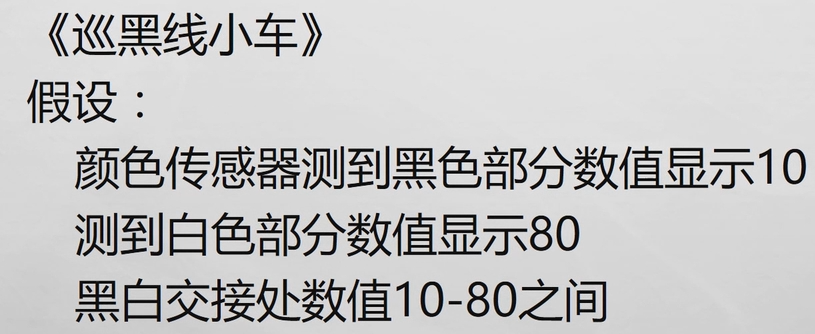 《巡黑线小车》
假设：
颜色传感器测到黑色部分数值显示10
测到白色部分数值显示80
黑白交接处数值10-80之间